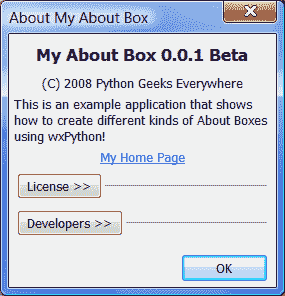 About My About Box
My About Box 0.0.1 Beta
(C) 2008 Python Geeks Everywhere
This is an example application that shows
how to create different kinds of About Boxes
using wxPython!
My Home Page
License >>
Developers >>
OK